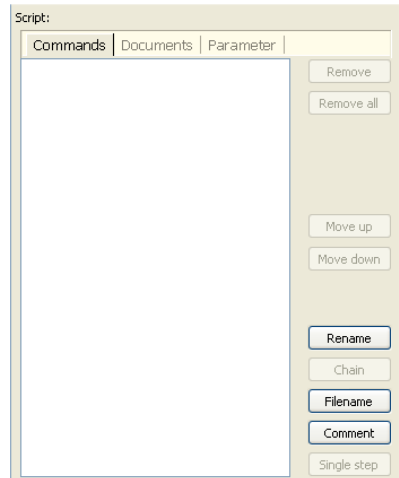 Script:
Commands Documents Parameter
Remove
Remove all
Move up
Move down
Rename
Chain
Filename
Comment
Single step